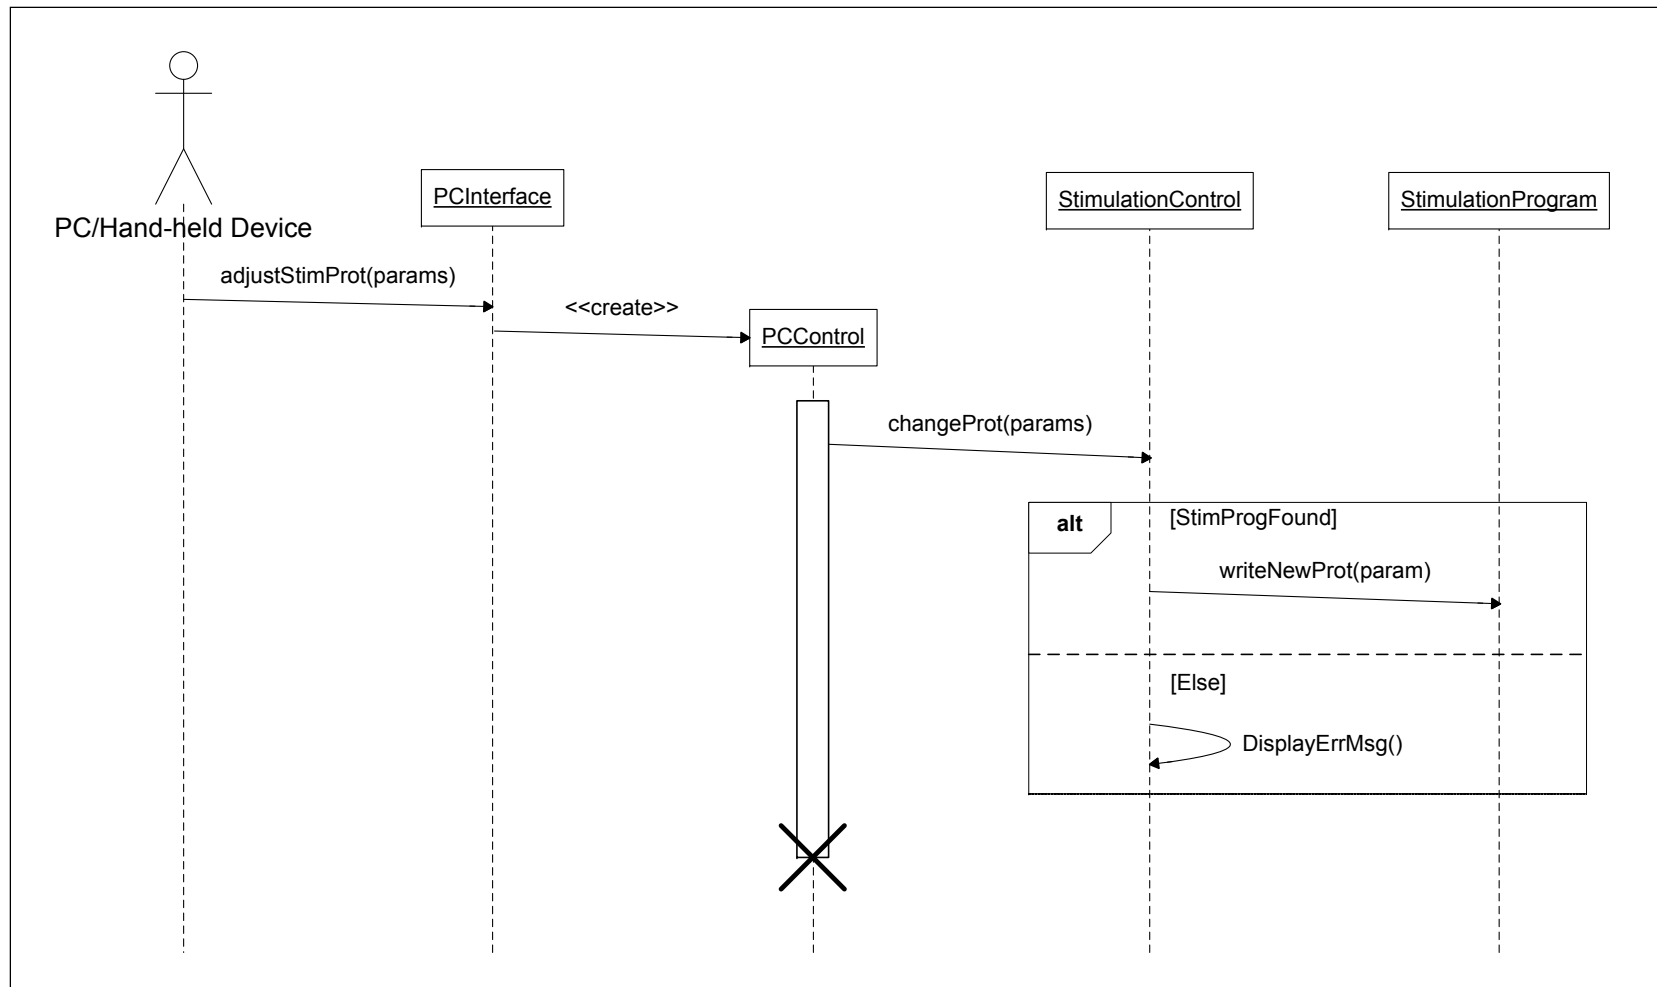 PC/Hand-held Device
PCInterface
StimulationControl
StimulationProgram
adjustStimProt(params)
<<create>>
PCControl
changeProt(params)
alt
[StimProgFound]
writeNewProt(param)
[Else]
DisplayErrMsg()